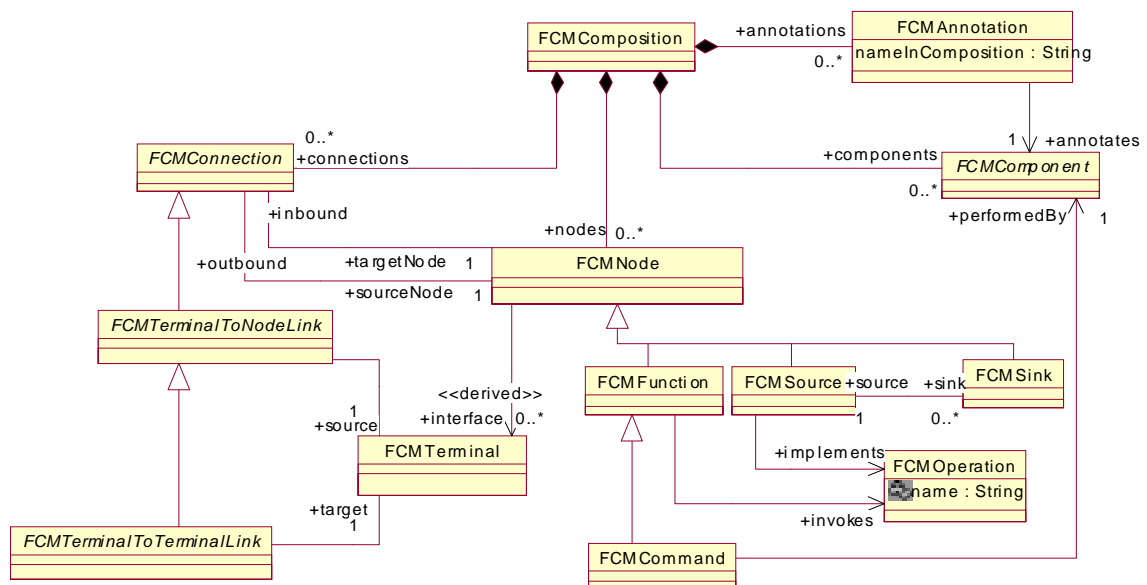 FCMComposition
+annotations
0..*
FCMAnnotation
nameInComposition : String
0..*
+connections
FCMConnection
+components
0..*
1
+annotates
FCMComponent
+performedBy
1
+inbound
+outbound
+nodes
0..*
+targetNode
1
+sourceNode
1
FCMNode
FCMTerminalToNodeLink
<<derived>>
+interface
0..*
1
+source
FCMTerminal
+target
1
FCMTerminalToTerminalLink
FCMFunction
FCMSource
+source
1
+sink
0..*
FCMSink
+implements
FCMOperation
name : String
+invokes
FCMCommand